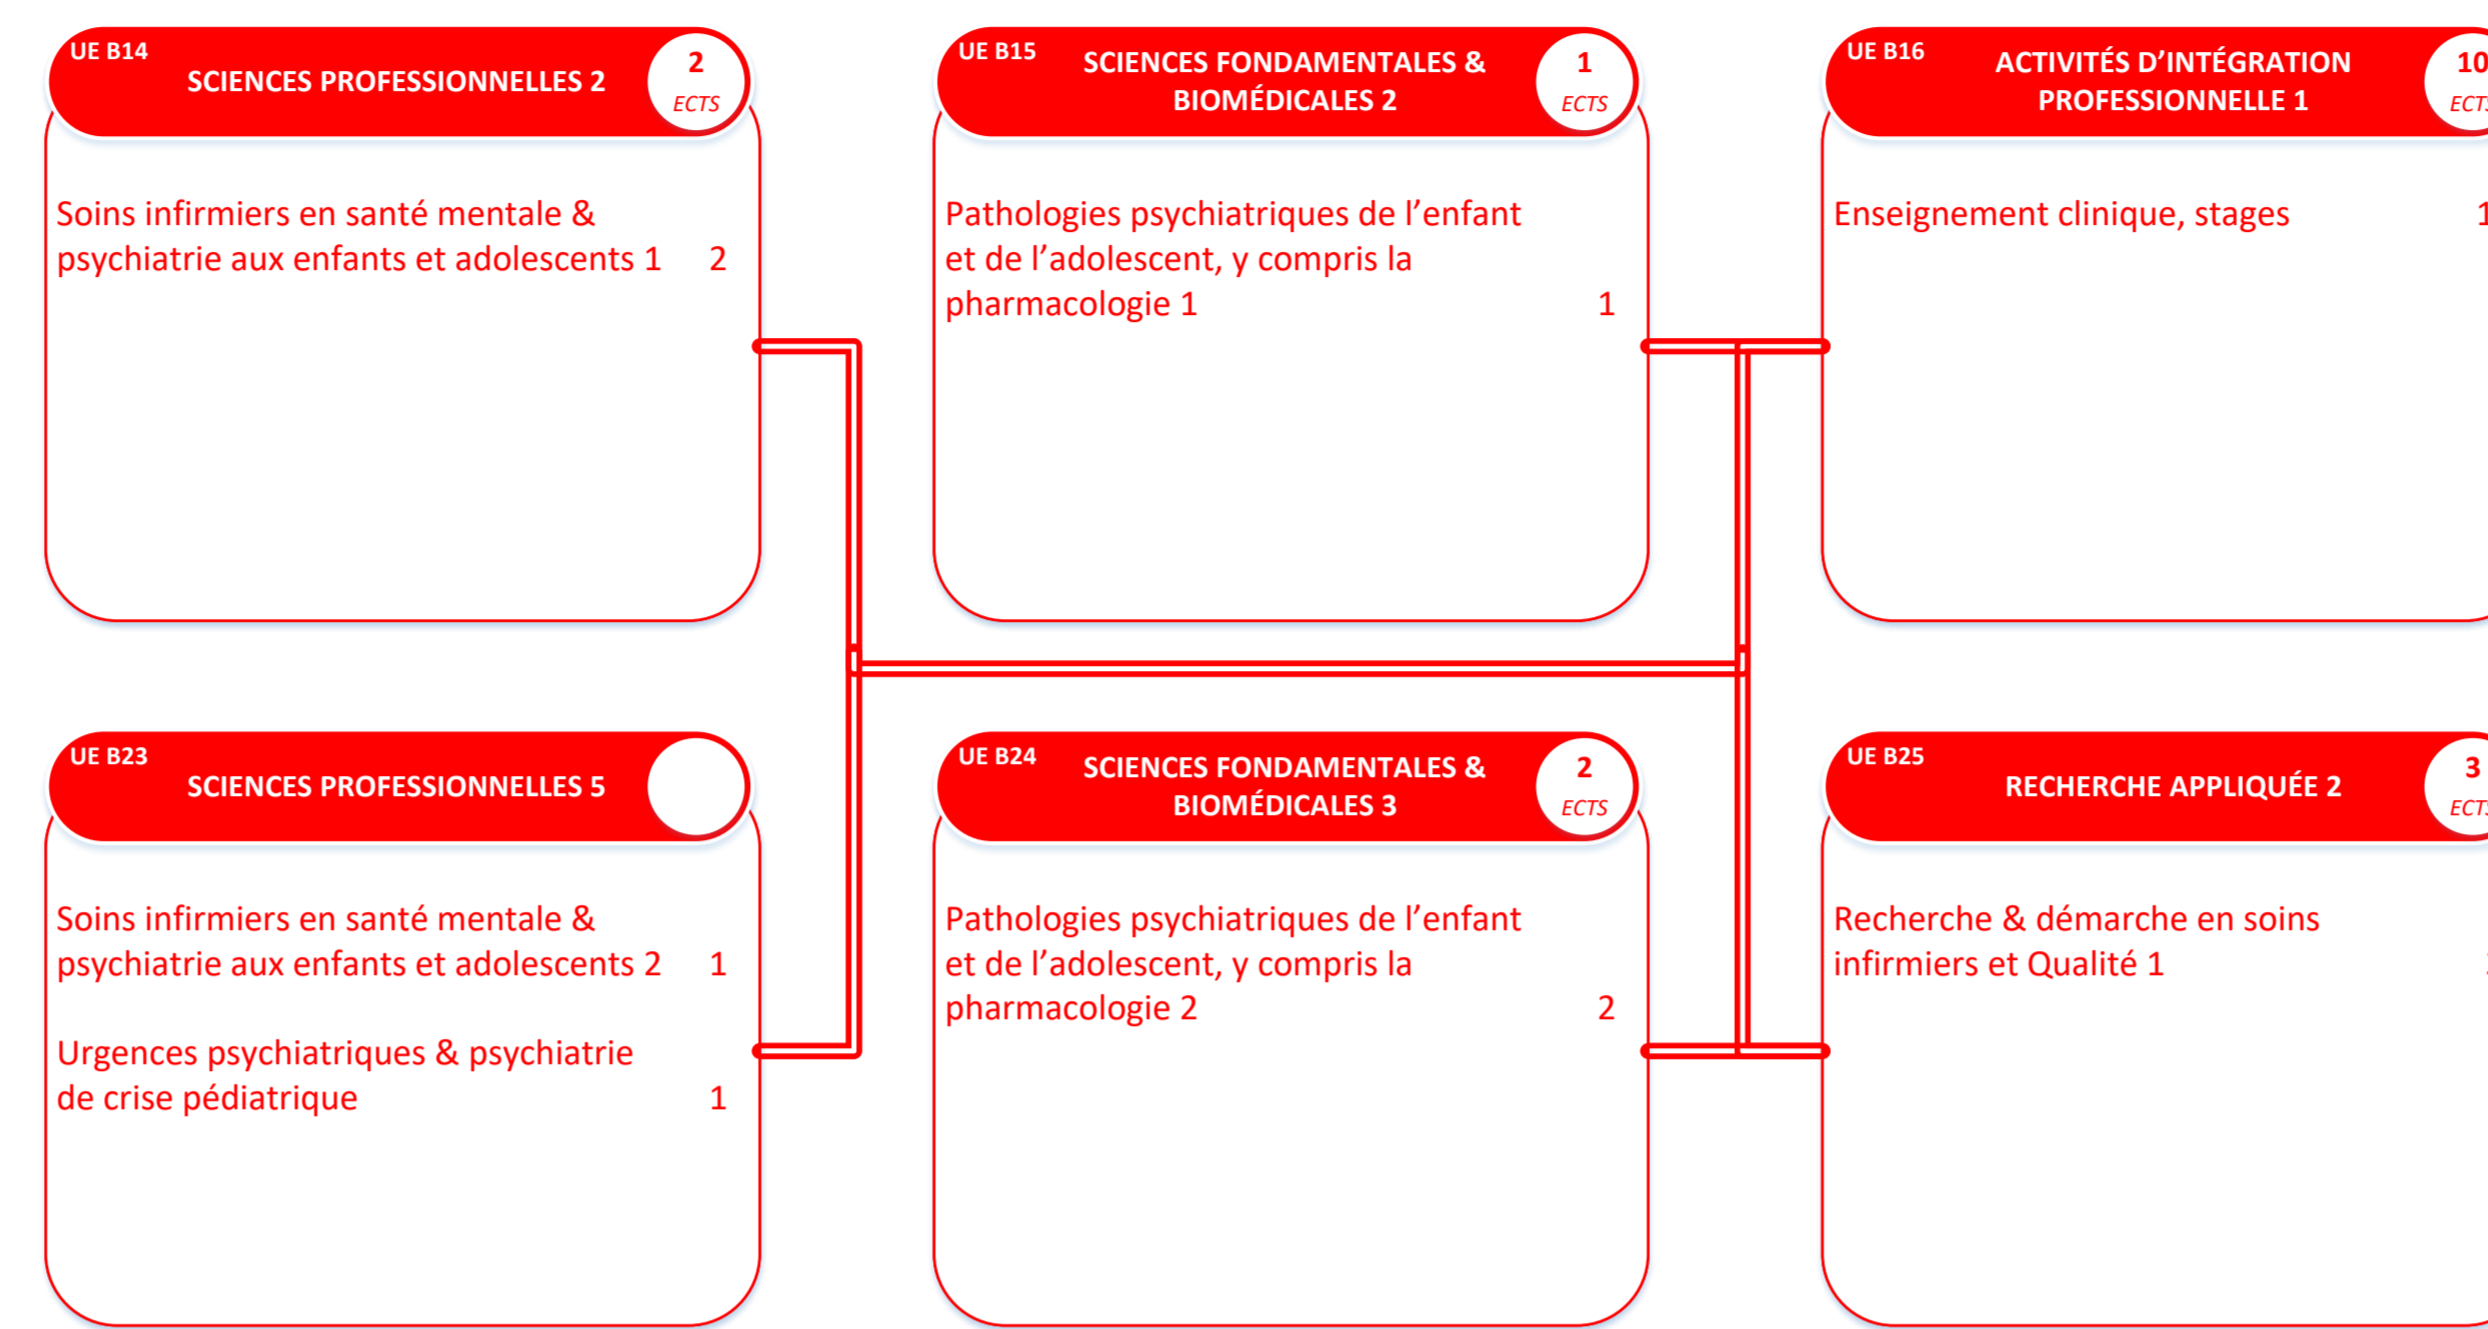 UE B14
SCIENCES PROFESSIONNELLES 2
2
ECTS
Soins infirmiers en santé mentale &
psychiatrie aux enfants et adolescents 1 2
UE B15
SCIENCES FONDAMENTALES &
BIOMÉDICALES 2
1
ECTS
Pathologies psychiatriques de l’enfant
et de l’adolescent, y compris la
pharmacologie 1 1
UE B16
ACTIVITÉS D’INTÉGRATION
PROFESSIONNELLE 1
10
ECTS
Enseignement clinique, stages
UE B23
SCIENCES PROFESSIONNELLES 5
Soins infirmiers en santé mentale &
psychiatrie aux enfants et adolescents 2 1
Urgences psychiatriques & psychiatrie
de crise pédiatrique 1
UE B24
SCIENCES FONDAMENTALES &
BIOMÉDICALES 3
2
ECTS
Pathologies psychiatriques de l’enfant
et de l’adolescent, y compris la
pharmacologie 2 2
UE B25
RECHERCHE APPLIQUÉE 2
3
ECTS
Recherche & démarche en soins
infirmiers et Qualité 1